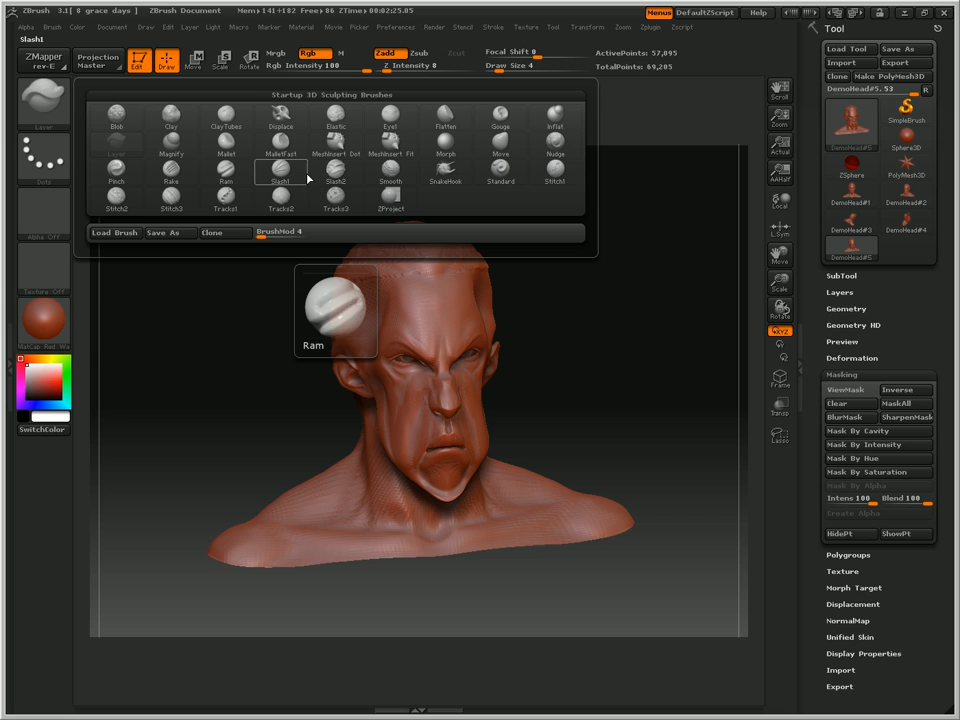 ZBrush 3.1[ 8 grace days ] ZBrush Document Mem>141+182 Free>86 ZTime>00:02:25.05 Menus DefaultZScript Help
Alpha Brush Color Document Draw Edit Layer Light Macro Marker Material Movie Picker Preferences Render Stencil Stroke Texture Tool Transform Zoom Zplugin Zscript
Slash1
ZMapper rev-E
Projection Master
Edit Draw Move Scale Rotate
Mrgb Rgb M
Rgb Intensity 100
Zadd Zsub Zcut
Z Intensity 8
Focal Shift 0
Draw Size 4
ActivePoints: 57,095
TotalPoints: 69,205
Startup 3D Sculpting Brushes
Blob Clay ClayTubes Displace Elastic Eye1 Flatten Gouge Inflat
Layer Magnify Mallet MalletFast MeshInsert Dot MeshInsert Fit Morph Move Nudge
Pinch Rake Ram Slash1 Slash2 Smooth SnakeHook Standard Stitch1
Stitch2 Stitch3 Tracks1 Tracks2 Tracks3 ZProject
Load Brush Save As Clone BrushMod 4
Ram
Layer
Dots
Alpha Off
Texture Off
MatCap Red Wa
SwitchColor
Scroll
Zoom
Actual
AAHalf
Local
L.Sym
Move
Scale
Rotate
XYZ
Frame
Transp
Lasso
Tool
Load Tool Save As
Import Export
Clone Make PolyMesh3D
DemoHead#5. 53 R
DemoHead#5 SimpleBrush
Sphere3D
ZSphere PolyMesh3D
DemoHead#1 DemoHead#2
DemoHead#3 DemoHead#4
DemoHead#5
SubTool
Layers
Geometry
Geometry HD
Preview
Deformation
Masking
ViewMask Inverse
Clear MaskAll
BlurMask SharpenMask
Mask By Cavity
Mask By Intensity
Mask By Hue
Mask By Saturation
Mask By Alpha
Intens 100 Blend 100
Create Alpha
HidePt ShowPt
Polygroups
Texture
Morph Target
Displacement
NormalMap
Unified Skin
Display Properties
Import
Export